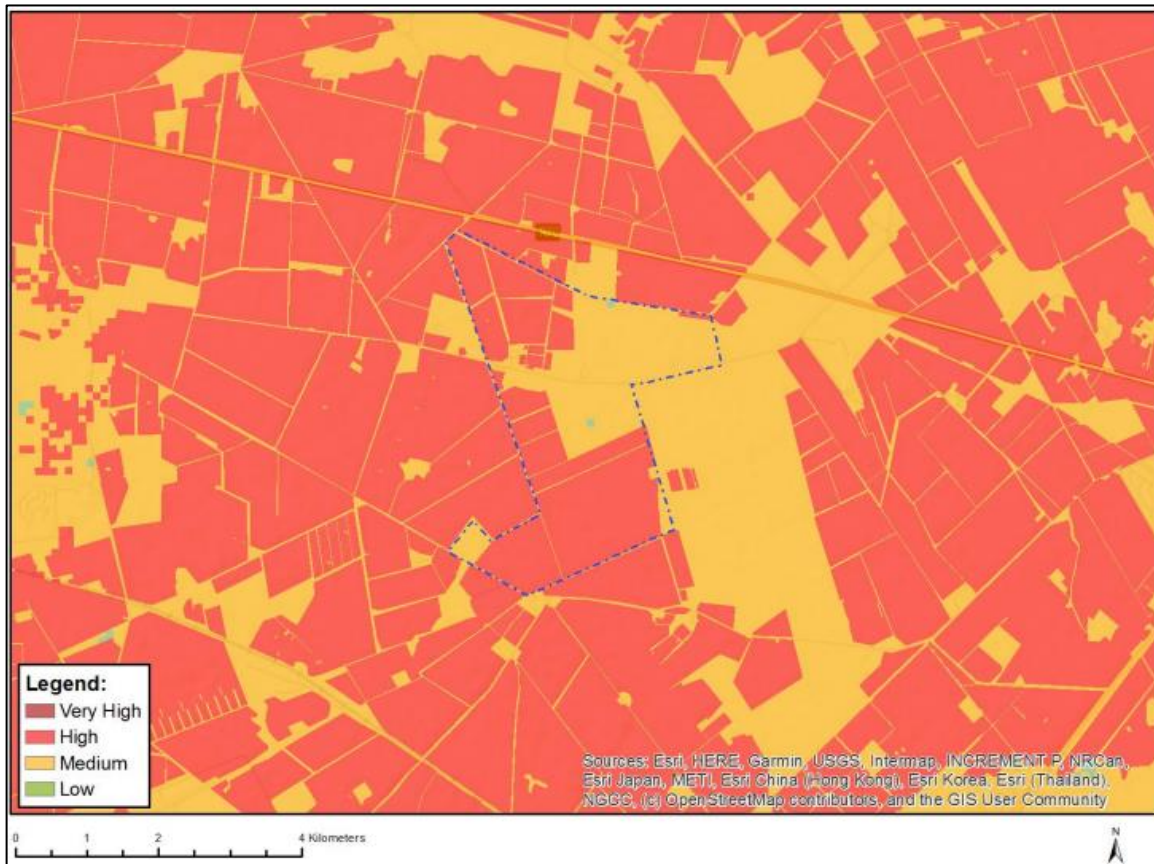 Legend:
Very High
High
Medium
Low
Sources: Esri, HERE, Garmin, USGS, Intermap, INCREMENT P, NRCan,
Esri Japan, METI, Esri China (Hong Kong), Esri Korea, Esri (Thailand),
NGCC, (c) OpenStreetMap contributors, and the GIS User Community
0 1 2 4 Kilometers
N